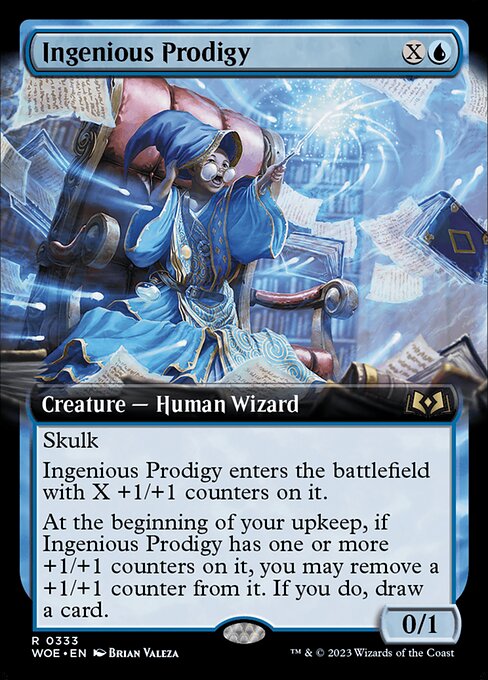 Ingenious Prodigy X
Creature — Human Wizard
Skulk
Ingenious Prodigy enters the battlefield
with X +1/+1 counters on it.
At the beginning of your upkeep, if
Ingenious Prodigy has one or more
+1/+1 counters on it, you may remove a
+1/+1 counter from it. If you do, draw
a card.
0/1
R 0333
WOE • EN Brian Valeza
™ & © 2023 Wizards of the Coast